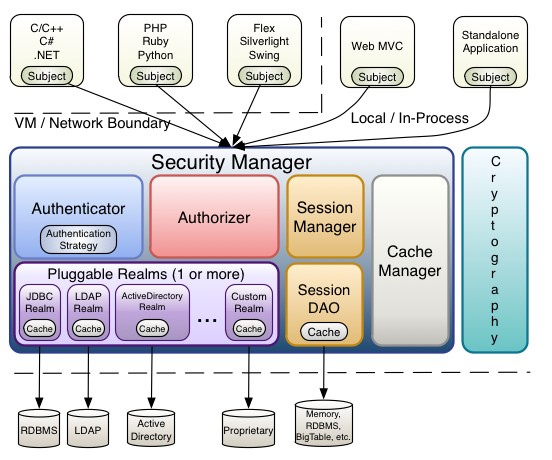 C/C++
C#
.NET
Subject
PHP
Ruby
Python
Subject
Flex
Silverlight
Swing
Subject
Web MVC
Subject
Standalone
Application
Subject
VM / Network Boundary
Local / In-Process
Security Manager
Authenticator
Authentication
Strategy
Authorizer
Session
Manager
Cache
Manager
Cryptography
Pluggable Realms (1 or more)
JDBC
Realm
Cache
LDAP
Realm
Cache
ActiveDirectory
Realm
Cache
...
Custom
Realm
Cache
Session
DAO
Cache
RDBMS
LDAP
Active
Directory
Proprietary
Memory,
RDBMS,
BigTable, etc.